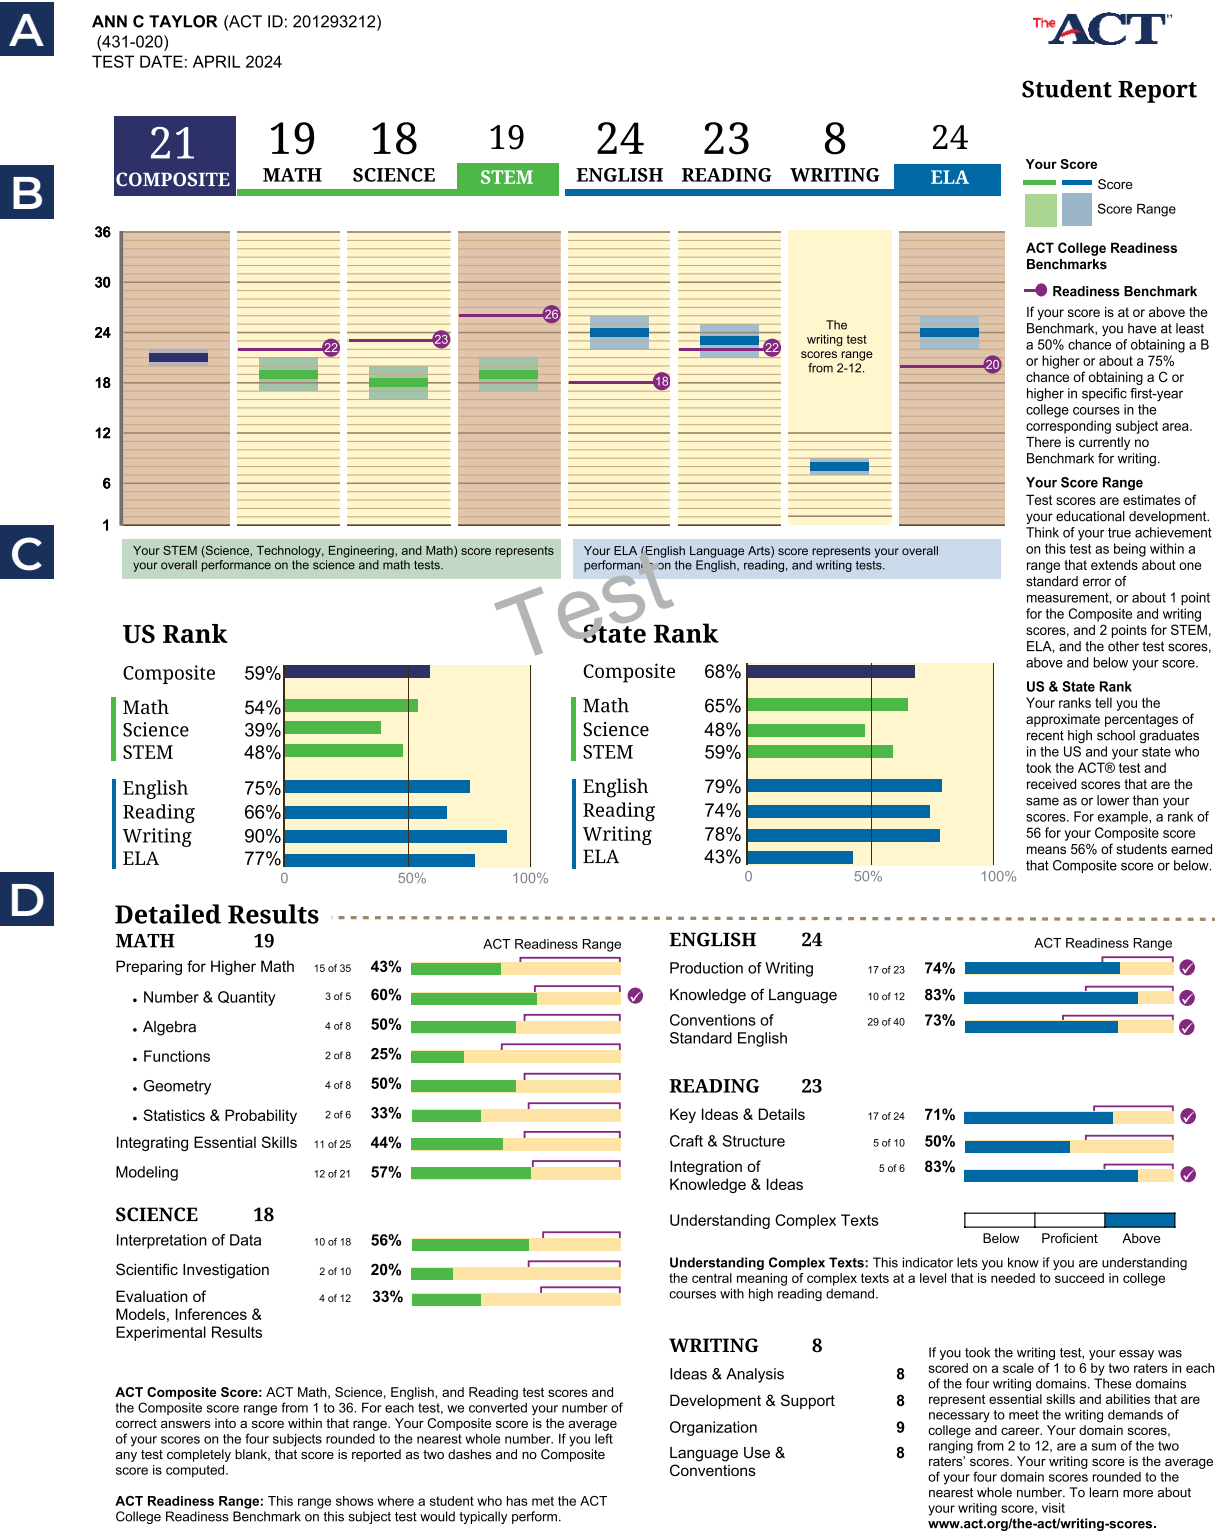 A
ANN C TAYLOR (ACT ID: 201293212)
(431-020)
TEST DATE: APRIL 2024
The ACT
Student Report
B
21
COMPOSITE
19
MATH
18
SCIENCE
19
STEM
24
ENGLISH
23
READING
8
WRITING
24
ELA
Your Score
Score
Score Range
ACT College Readiness
Benchmarks
Readiness Benchmark
If your score is at or above the
Benchmark, you have at least
a 50% chance of obtaining a B
or higher or about a 75%
chance of obtaining a C or
higher in specific first-year
college courses in the
corresponding subject area.
There is currently no
Benchmark for writing.
Your Score Range
Test scores are estimates of
your educational development.
Think of your true achievement
on this test as being within a
range that extends about one
standard error of
measurement, or about 1 point
for the Composite and writing
scores, and 2 points for STEM,
ELA, and the other test scores,
above and below your score.
US & State Rank
Your ranks tell you the
approximate percentages of
recent high school graduates
in the US and your state who
took the ACT® test and
received scores that are the
same as or lower than your
scores. For example, a rank of
56 for your Composite score
means 56% of students earned
that Composite score or below.
36
30
24
18
12
6
1
22
23
26
18
22
20
The
writing test
scores range
from 2-12.
C
Your STEM (Science, Technology, Engineering, and Math) score represents
your overall performance on the science and math tests.
Your ELA (English Language Arts) score represents your overall
performance on the English, reading, and writing tests.
Test
US Rank
Composite 59%
Math 54%
Science 39%
STEM 48%
English 75%
Reading 66%
Writing 90%
ELA 77%
0 50% 100%
State Rank
Composite 68%
Math 65%
Science 48%
STEM 59%
English 79%
Reading 74%
Writing 78%
ELA 43%
0 50% 100%
D
Detailed Results
MATH 19
ACT Readiness Range
Preparing for Higher Math 15 of 35 43%
• Number & Quantity 3 of 5 60%
• Algebra 4 of 8 50%
• Functions 2 of 8 25%
• Geometry 4 of 8 50%
• Statistics & Probability 2 of 6 33%
Integrating Essential Skills 11 of 25 44%
Modeling 12 of 21 57%
SCIENCE 18
Interpretation of Data 10 of 18 56%
Scientific Investigation 2 of 10 20%
Evaluation of 4 of 12 33%
Models, Inferences &
Experimental Results
ACT Composite Score: ACT Math, Science, English, and Reading test scores and
the Composite score range from 1 to 36. For each test, we converted your number of
correct answers into a score within that range. Your Composite score is the average
of your scores on the four subjects rounded to the nearest whole number. If you left
any test completely blank, that score is reported as two dashes and no Composite
score is computed.
ACT Readiness Range: This range shows where a student who has met the ACT
College Readiness Benchmark on this subject test would typically perform.
ENGLISH 24
ACT Readiness Range
Production of Writing 17 of 23 74%
Knowledge of Language 10 of 12 83%
Conventions of 29 of 40 73%
Standard English
READING 23
Key Ideas & Details 17 of 24 71%
Craft & Structure 5 of 10 50%
Integration of 5 of 6 83%
Knowledge & Ideas
Understanding Complex Texts
Below Proficient Above
Understanding Complex Texts: This indicator lets you know if you are understanding
the central meaning of complex texts at a level that is needed to succeed in college
courses with high reading demand.
WRITING 8
Ideas & Analysis 8
Development & Support 8
Organization 9
Language Use & 8
Conventions
If you took the writing test, your essay was
scored on a scale of 1 to 6 by two raters in each
of the four writing domains. These domains
represent essential skills and abilities that are
necessary to meet the writing demands of
college and career. Your domain scores,
ranging from 2 to 12, are a sum of the two
raters' scores. Your writing score is the average
of your four domain scores rounded to the
nearest whole number. To learn more about
your writing score, visit
www.act.org/the-act/writing-scores.